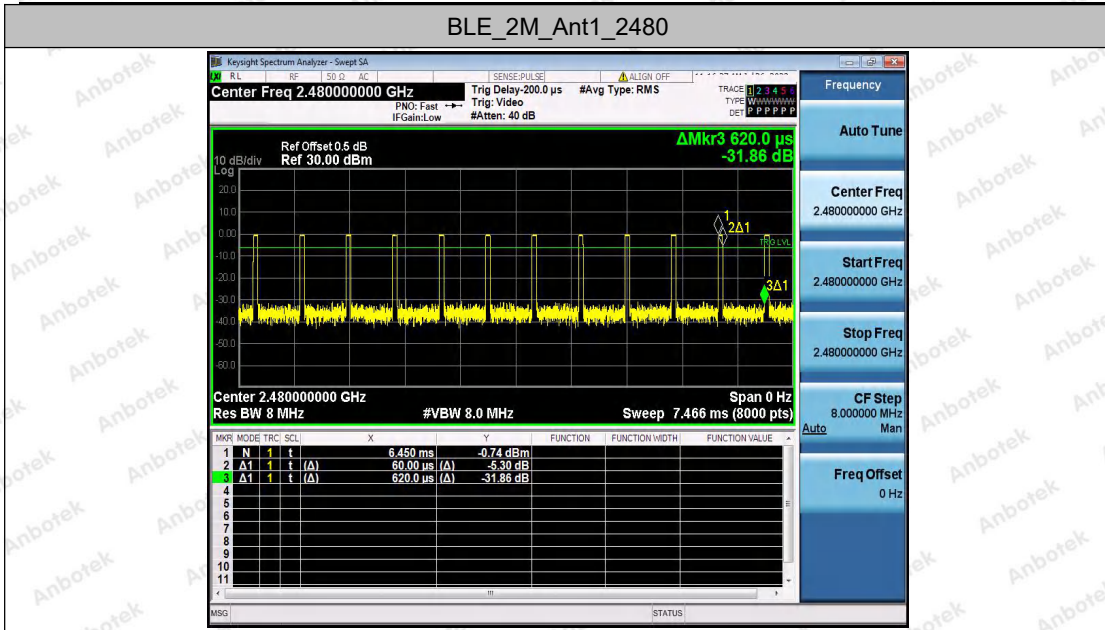 BLE_2M_Ant1_2480
Keysight Spectrum Analyzer - Swept SA
RL RF 50 Ω AC SENSE:PULSE ALIGN OFF
Center Freq 2.480000000 GHz
PNO: Fast
IFGain:Low
Trig Delay-200.0 µs
Trig: Video
#Atten: 40 dB
#Avg Type: RMS
TRACE 1 2 3 4 5 6
TYPE WWWWWW
DET P P P P P P
Ref Offset 0.5 dB
10 dB/div Ref 30.00 dBm
Log
ΔMkr3 620.0 µs
-31.86 dB
20.0
10.0
0.00
-10.0
-20.0
-30.0
-40.0
-50.0
-60.0
1
2Δ1
TRIG LVL
3Δ1
Center 2.480000000 GHz Span 0 Hz
Res BW 8 MHz #VBW 8.0 MHz Sweep 7.466 ms (8000 pts)
MKR MODE TRC SCL X Y FUNCTION FUNCTION WIDTH FUNCTION VALUE
1 N 1 t 6.450 ms -0.74 dBm
2 Δ1 1 t (Δ) 60.00 µs (Δ) -5.30 dB
3 Δ1 1 t (Δ) 620.0 µs (Δ) -31.86 dB
4
5
6
7
8
9
10
11
MSG STATUS
Frequency
Auto Tune
Center Freq
2.480000000 GHz
Start Freq
2.480000000 GHz
Stop Freq
2.480000000 GHz
CF Step
8.000000 MHz
Auto Man
Freq Offset
0 Hz
Anbotek